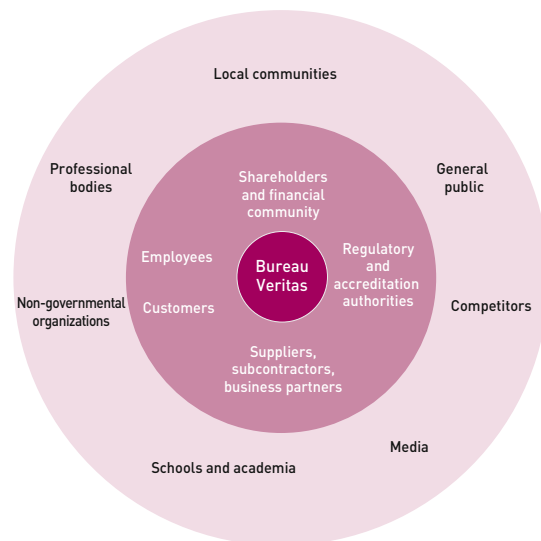 Local communities
Professional
bodies
General
public
Shareholders
and financial
community
Employees
Customers
Bureau
Veritas
Regulatory
and
accreditation
authorities
Non-governmental
organizations
Competitors
Suppliers,
subcontractors,
business partners
Media
Schools and academia